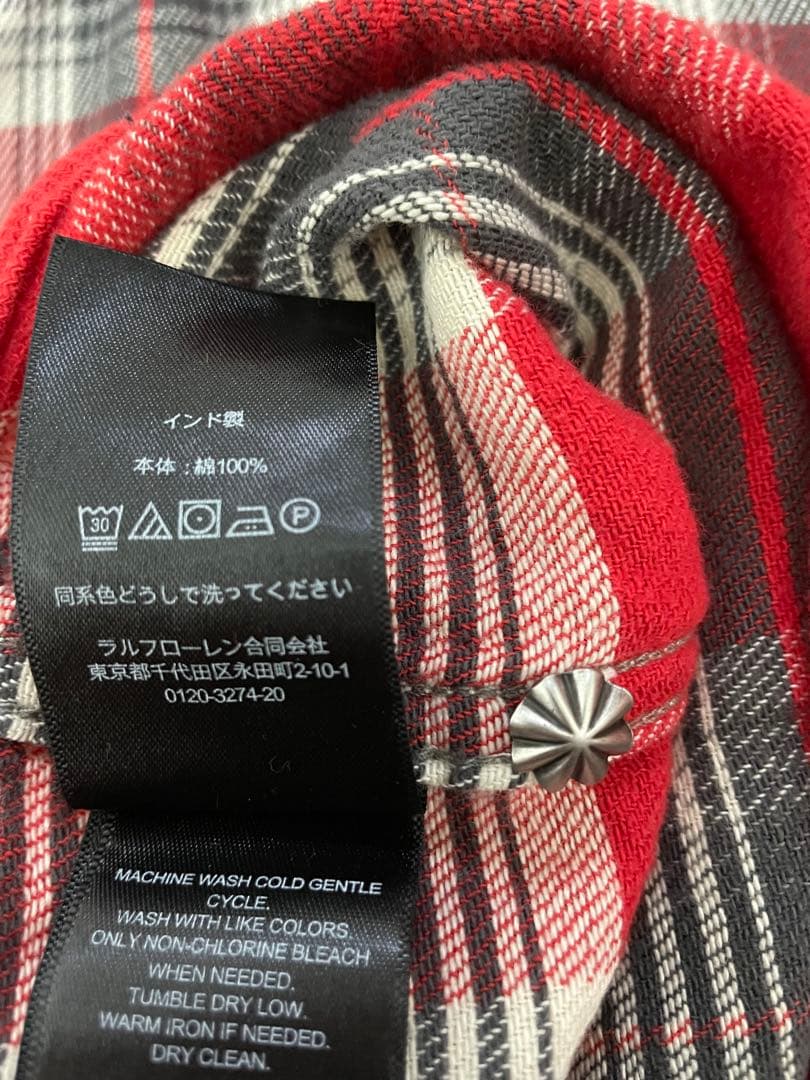 インド製
本体：綿100%
30 P
同系色どうしで洗ってください
ラルフローレン合同会社
東京都千代田区永田町2-10-1
0120-3274-20
MACHINE WASH COLD GENTLE
CYCLE.
WASH WITH LIKE COLORS.
ONLY NON-CHLORINE BLEACH
WHEN NEEDED.
TUMBLE DRY LOW.
WARM IRON IF NEEDED.
DRY CLEAN.